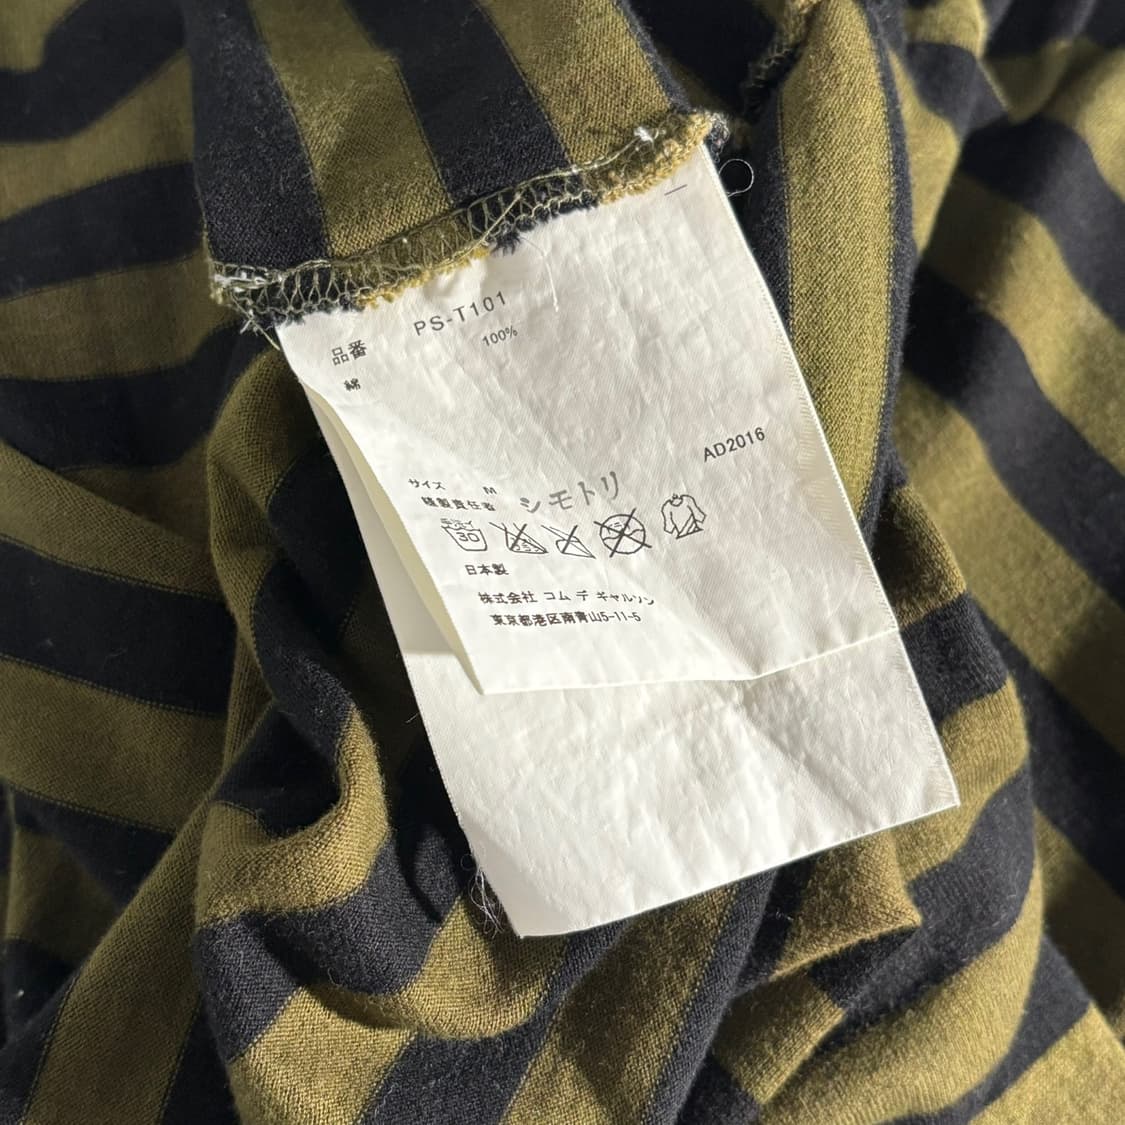 品番 PS-T101
綿 100%
AD2016
サイズ M
縫製責任者 シモトリ
30
日本製
株式会社 コム デ ギャルソン
東京都港区南青山5-11-5